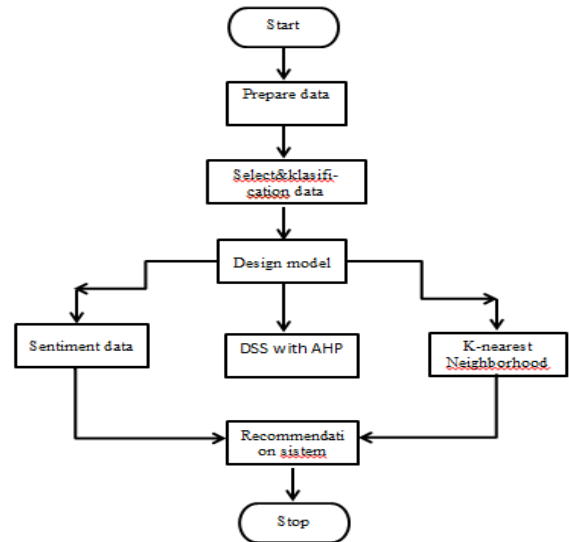 Start
Prepare data
Select&klasifi-
cation data
Design model
Sentiment data
DSS with AHP
K-nearest
Neighborhood
Recommendati
on sistem
Stop